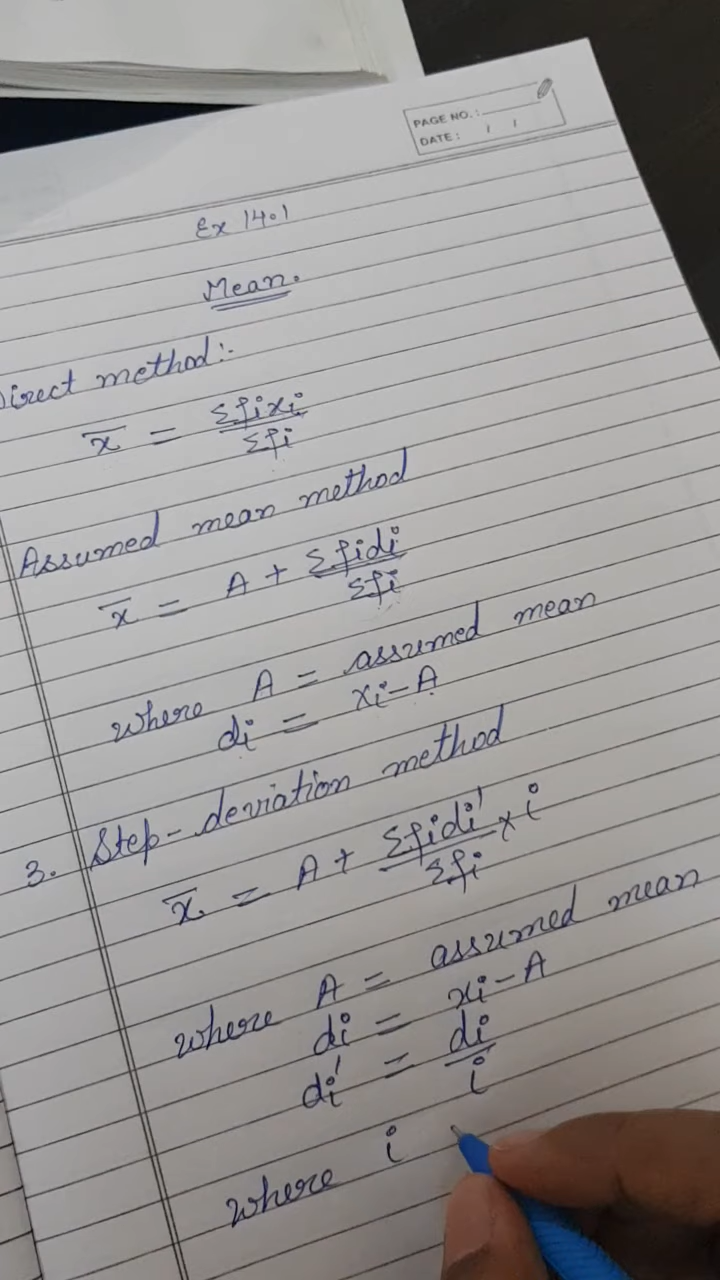 PAGE NO.:
DATE: / /
Ex 14.1
Mean.
Direct method:-
x̄ = Σfixi/Σfi
Assumed mean method
x̄ = A + Σfidi/Σfi
where A = assumed mean
di = xi - A
3. Step-deviation method
x̄ = A + Σfidi'/Σfi × i
where A = assumed mean
di = xi - A
di' = di/i
where i